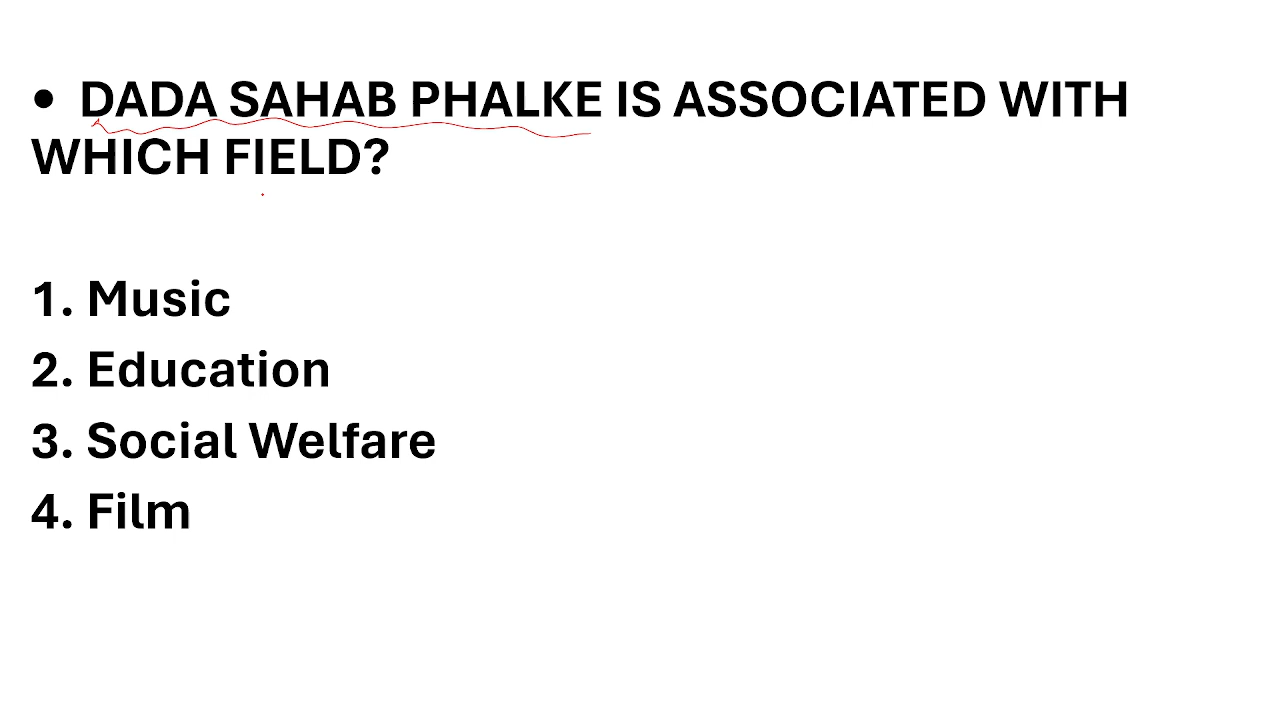 • DADA SAHAB PHALKE IS ASSOCIATED WITH
WHICH FIELD?
1. Music
2. Education
3. Social Welfare
4. Film